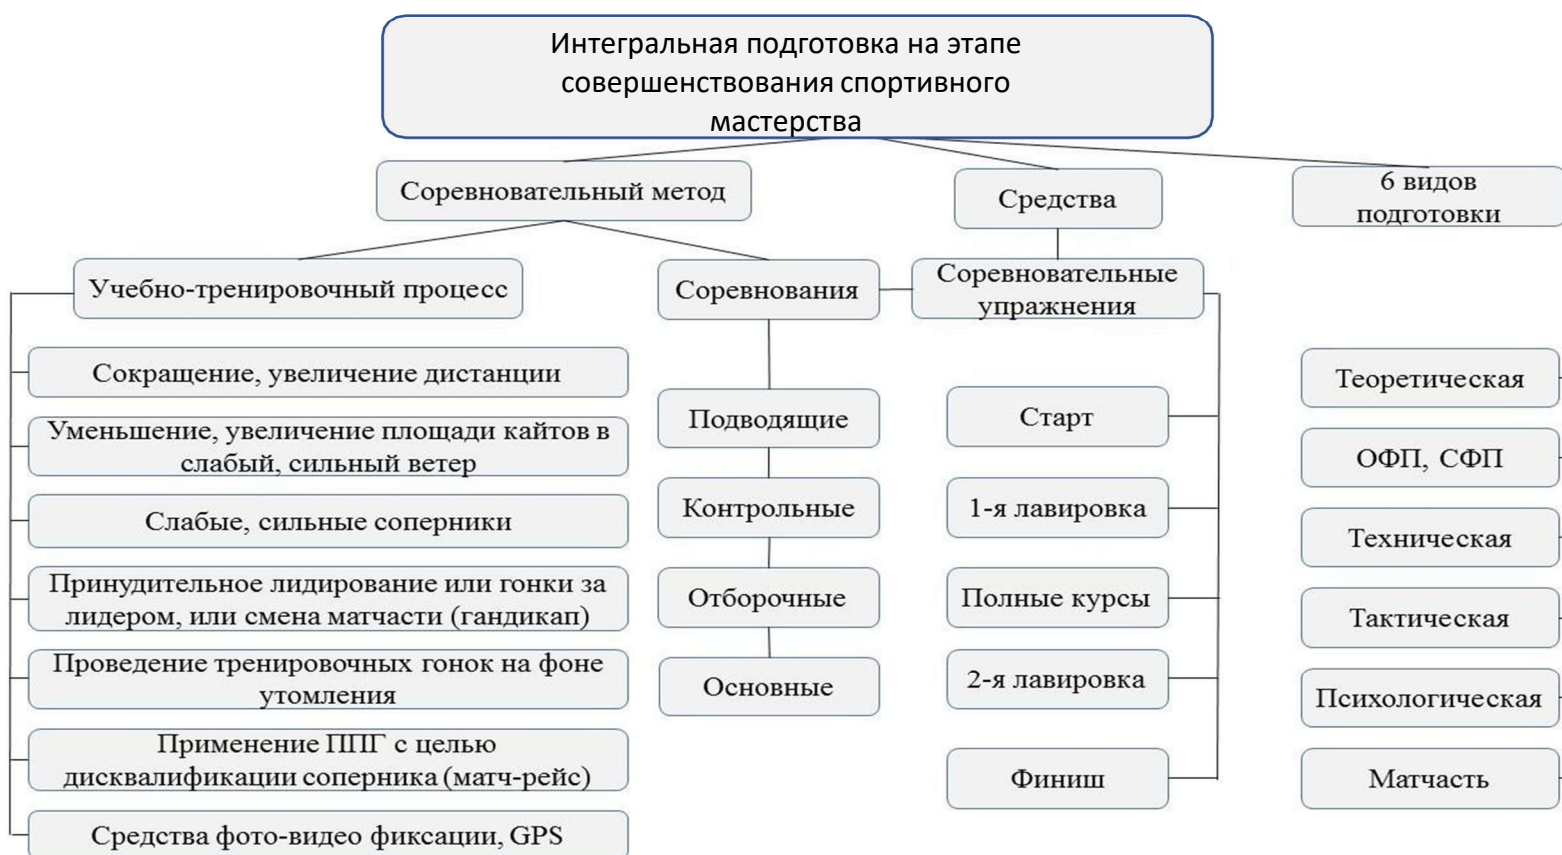 Интегральная подготовка на этапе
совершенствования спортивного
мастерства
Соревновательный метод
Средства
6 видов
подготовки
Учебно-тренировочный процесс
Соревнования
Соревновательные
упражнения
Сокращение, увеличение дистанции
Уменьшение, увеличение площади кайтов в
слабый, сильный ветер
Слабые, сильные соперники
Принудительное лидирование или гонки за
лидером, или смена матчасти (гандикап)
Проведение тренировочных гонок на фоне
утомления
Применение ППГ с целью
дисквалификации соперника (матч-рейс)
Средства фото-видео фиксации, GPS
Подводящие
Контрольные
Отборочные
Основные
Старт
1-я лавировка
Полные курсы
2-я лавировка
Финиш
Теоретическая
ОФП, СФП
Техническая
Тактическая
Психологическая
Матчасть